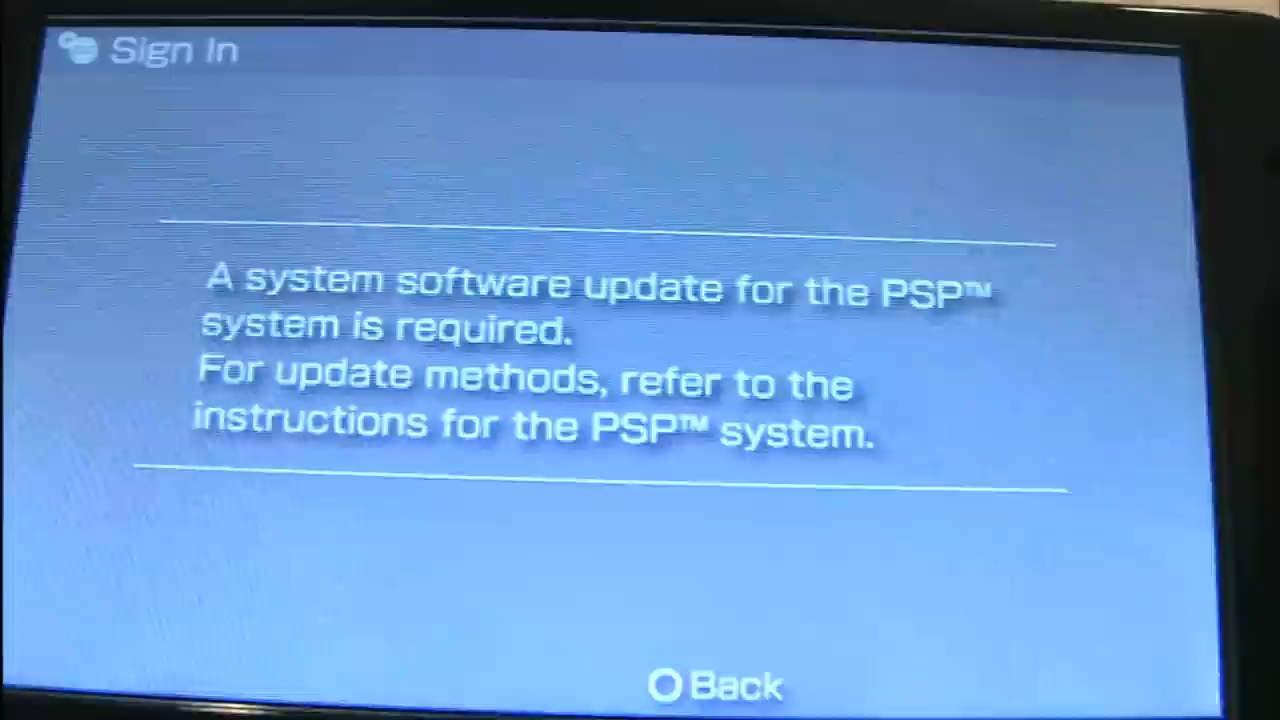 Sign In
A system software update for the PSP™
system is required.
For update methods, refer to the
instructions for the PSP™ system.
Back